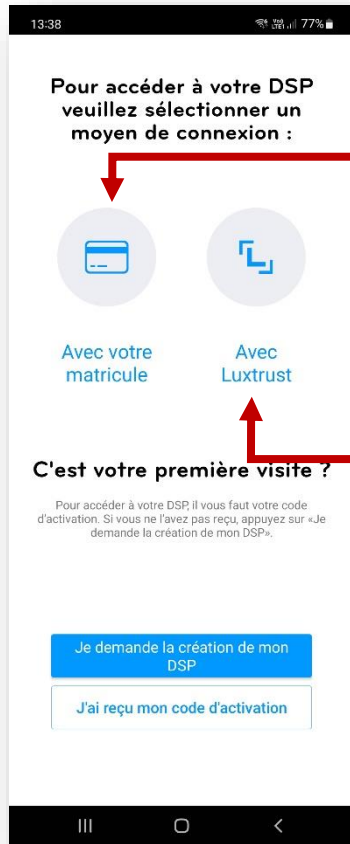 13:38
77%
Pour accéder à votre DSP
veuillez sélectionner un
moyen de connexion :
Avec votre
matricule
Avec
Luxtrust
C'est votre première visite ?
Pour accéder à votre DSP, il vous faut votre code
d'activation. Si vous ne l'avez pas reçu, appuyez sur «Je
demande la création de mon DSP».
Je demande la création de mon
DSP
J'ai reçu mon code d'activation